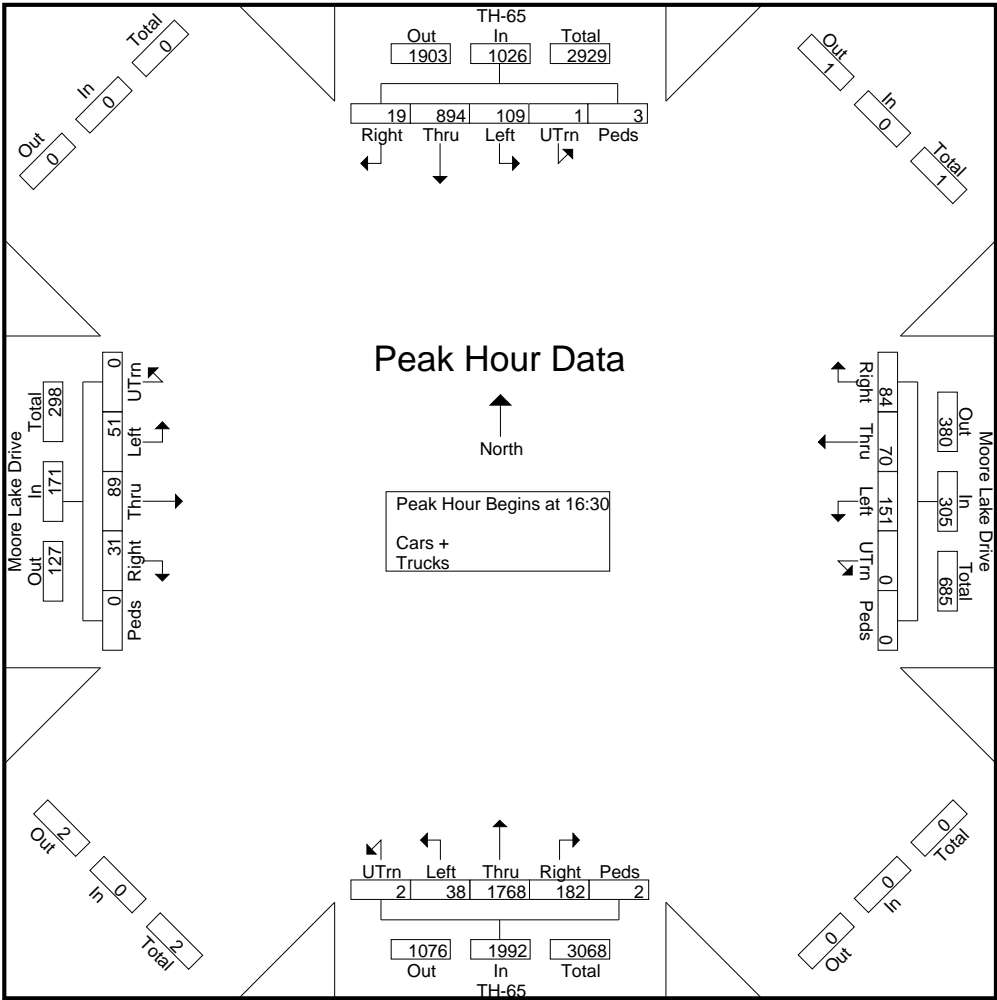 TH-65
Out In Total
1903 1026 2929
19 894 109 1 3
Right Thru Left UTrn Peds
Total
0
In
0
Out
0
Out
1
In
0
Total
1
Peak Hour Data
North
Peak Hour Begins at 16:30
Cars +
Trucks
Moore Lake Drive
Total In Out
298 171 127
0 51 89 31 0
UTrn Left Thru Right Peds
Right Thru Left UTrn Peds
84 70 151 0 0
Out In Total
380 305 685
Moore Lake Drive
2
Out
0
In
2
Total
0
Total
0
In
0
Out
UTrn Left Thru Right Peds
2 38 1768 182 2
1076 1992 3068
Out In Total
TH-65